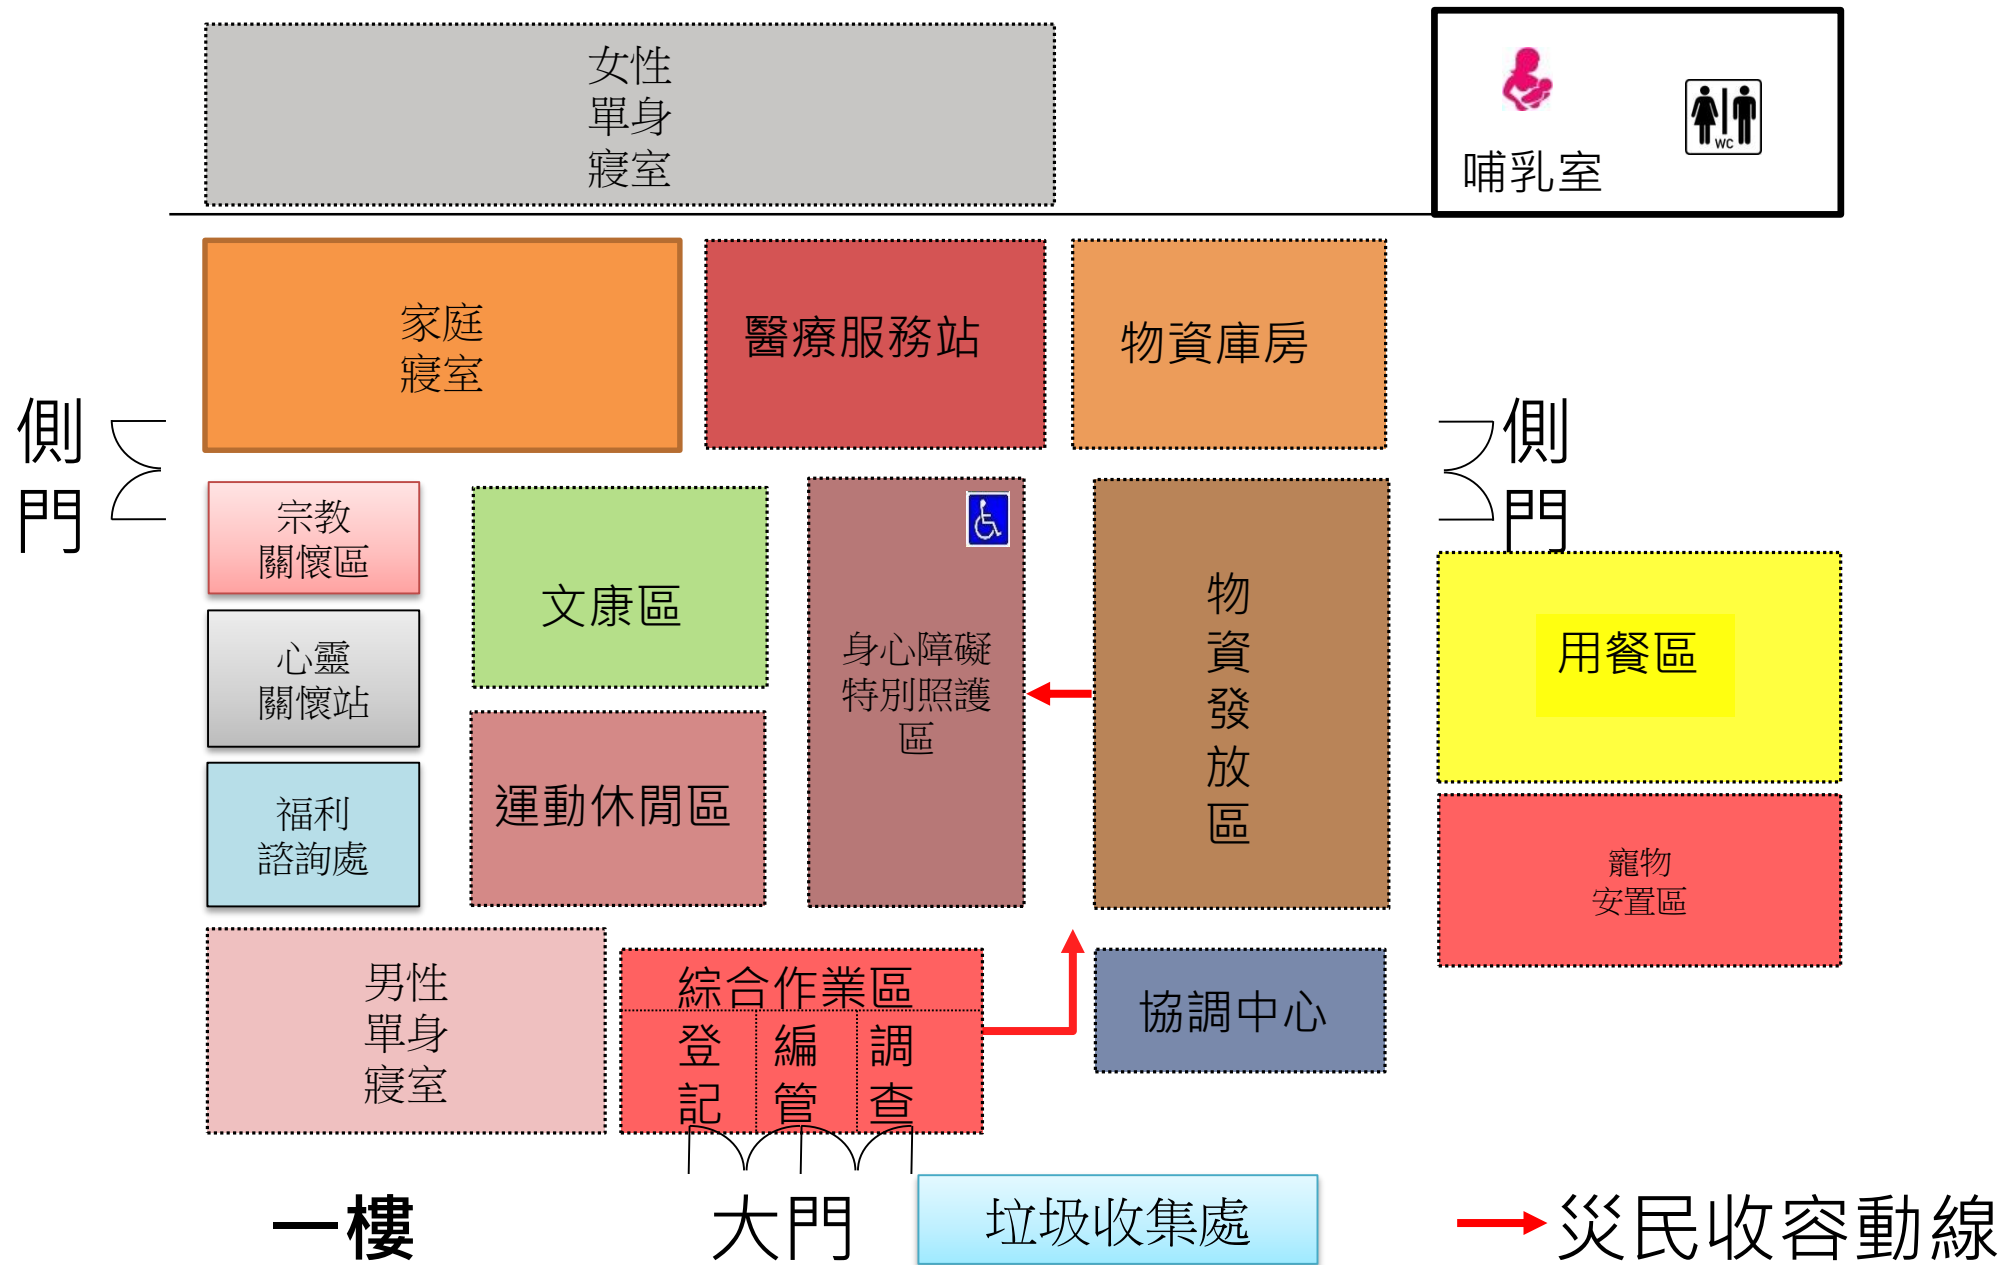 女性
單身
寢室
哺乳室
WC
家庭
寢室
醫療服務站
物資庫房
側
門
側
門
宗教
關懷區
文康區
身心障礙
特別照護
區
物
資
發
放
區
用餐區
心靈
關懷站
運動休閒區
福利
諮詢處
寵物
安置區
男性
單身
寢室
綜合作業區
登
記
編
管
調
查
協調中心
一樓
大門
垃圾收集處
災民收容動線